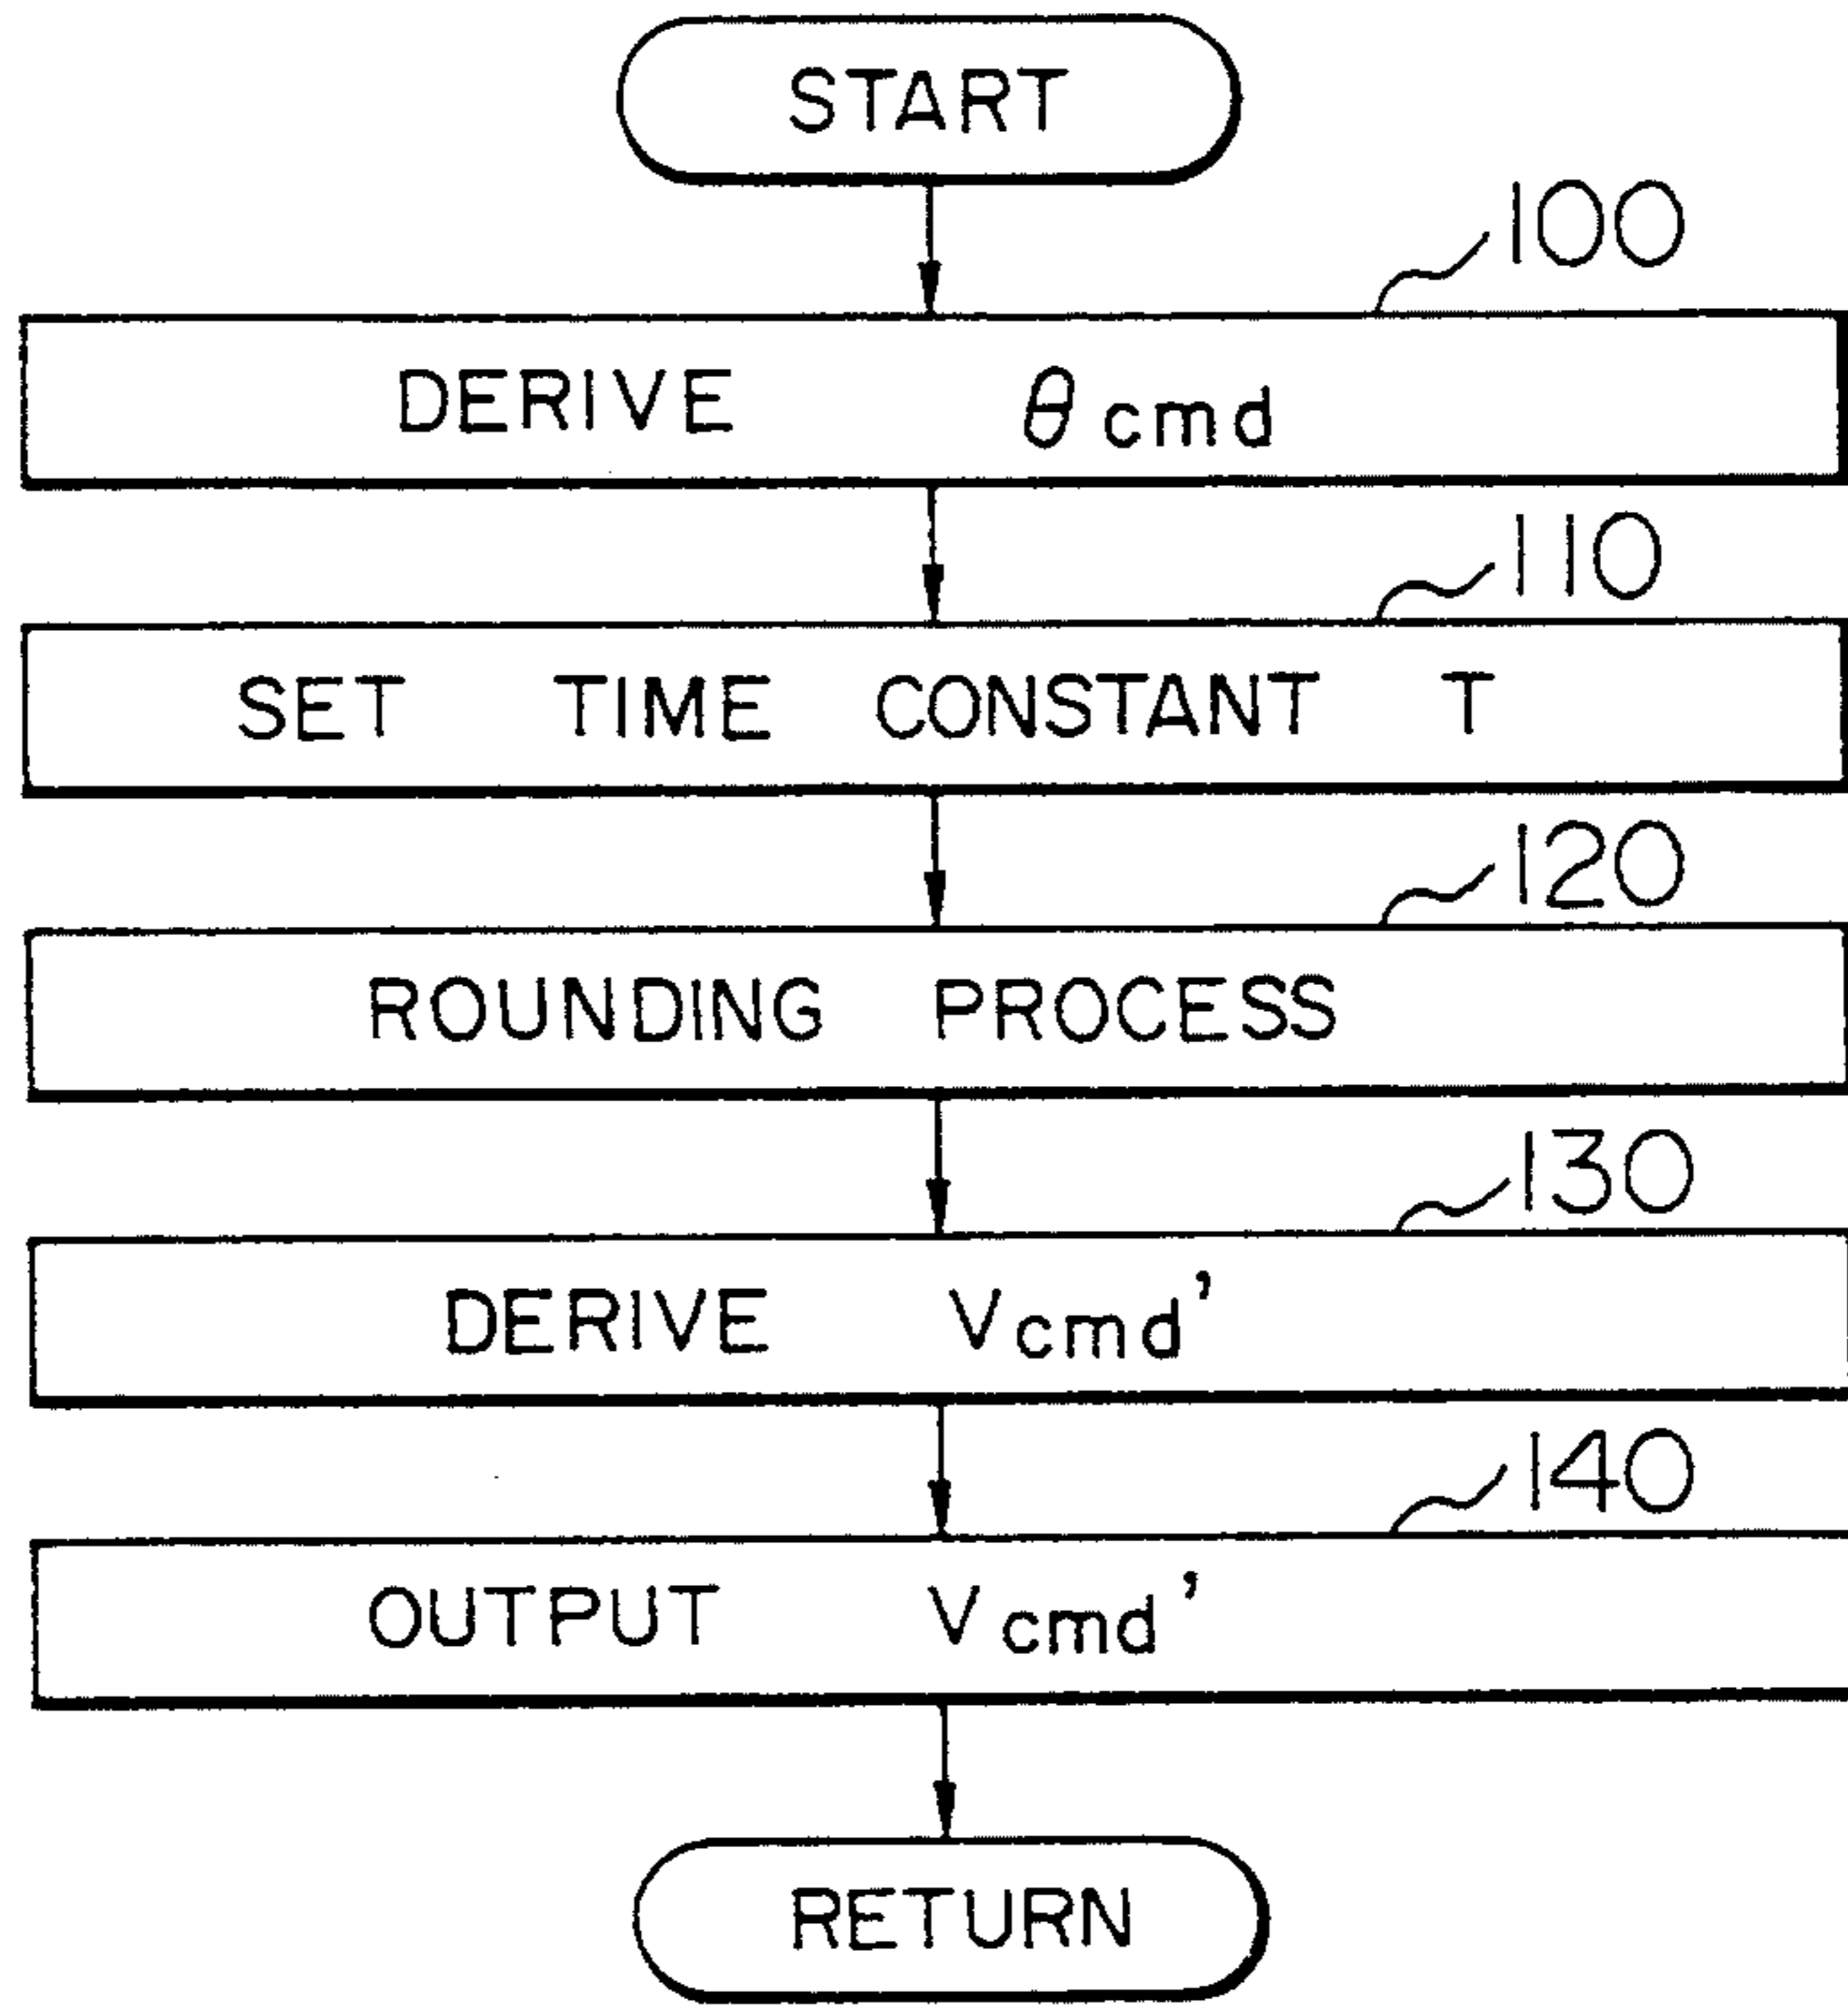 START
100
DERIVE θcmd
110
SET TIME CONSTANT T
120
ROUNDING PROCESS
130
DERIVE Vcmd'
140
OUTPUT Vcmd'
RETURN